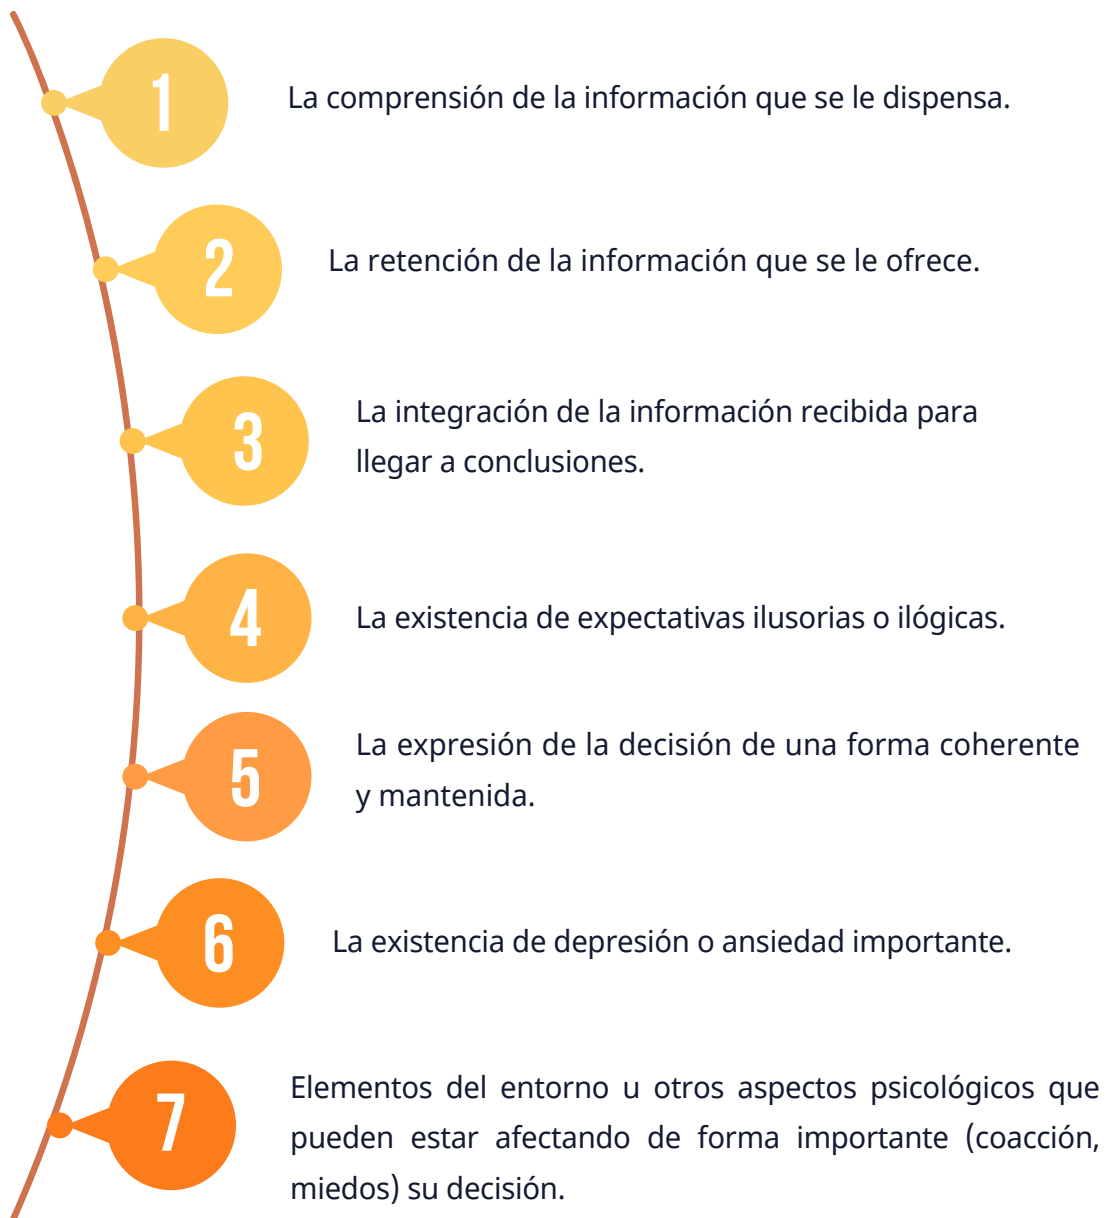 1
La comprensión de la información que se le dispensa.
2
La retención de la información que se le ofrece.
3
La integración de la información recibida para
llegar a conclusiones.
4
La existencia de expectativas ilusorias o ilógicas.
5
La expresión de la decisión de una forma coherente
y mantenida.
6
La existencia de depresión o ansiedad importante.
7
Elementos del entorno u otros aspectos psicológicos que
pueden estar afectando de forma importante (coacción,
miedos) su decisión.